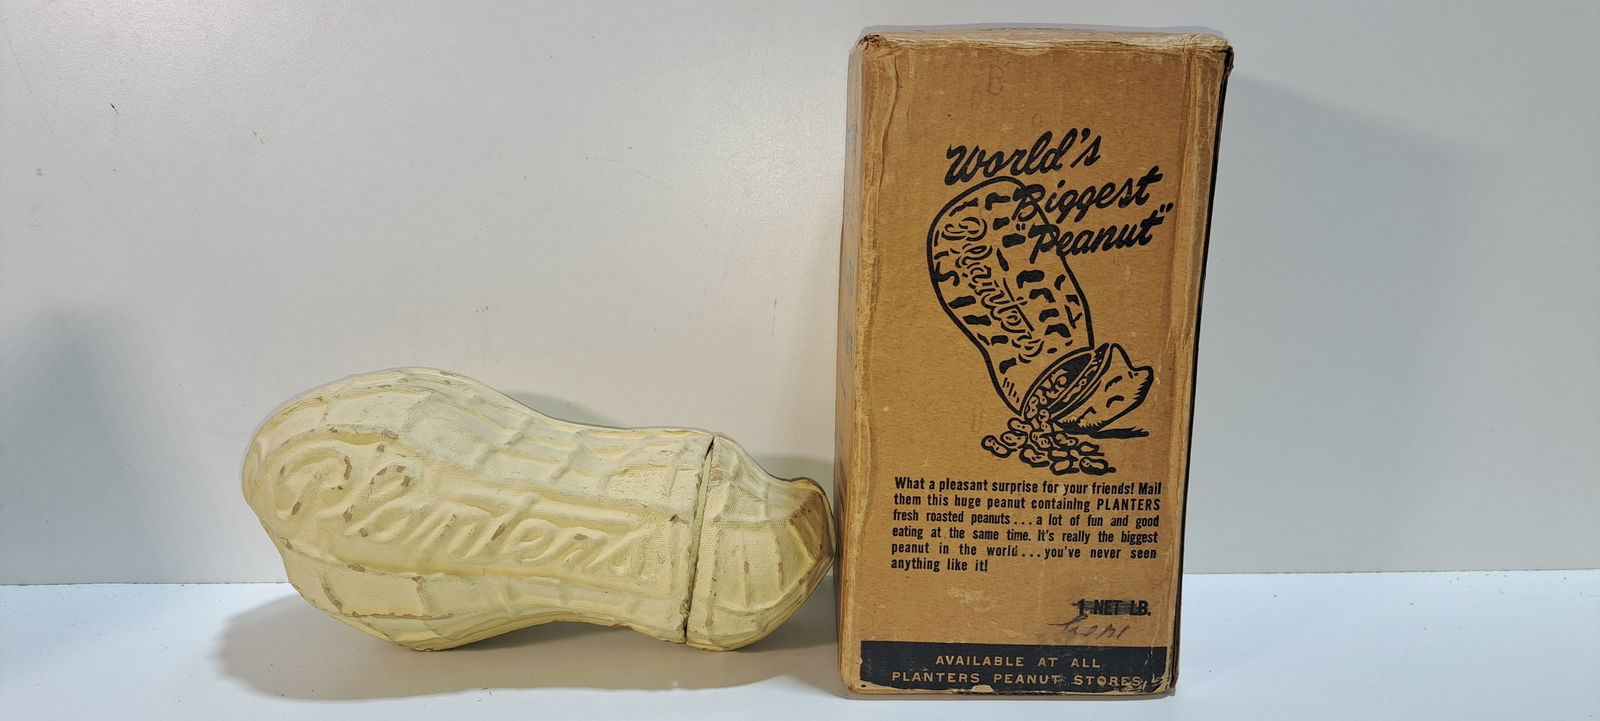 Planters
World's
Biggest
"Peanut"
Planters
What a pleasant surprise for your friends! Mail
them this huge peanut containing PLANTERS
fresh roasted peanuts...a lot of fun and good
eating at the same time. It's really the biggest
peanut in the world...you've never seen
anything like it!
1 NET LB.
AVAILABLE AT ALL
PLANTERS PEANUT STORES